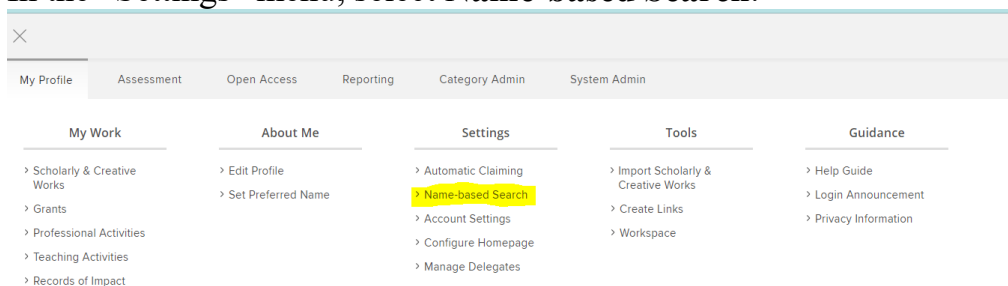 In the "Settings" menu, select Name-based Search.
My Profile Assessment Open Access Reporting Category Admin System Admin
My Work
> Scholarly & Creative
Works
> Grants
> Professional Activities
> Teaching Activities
> Records of Impact
About Me
> Edit Profile
> Set Preferred Name
Settings
> Automatic Claiming
> Name-based Search
> Account Settings
> Configure Homepage
> Manage Delegates
Tools
> Import Scholarly &
Creative Works
> Create Links
> Workspace
Guidance
> Help Guide
> Login Announcement
> Privacy Information